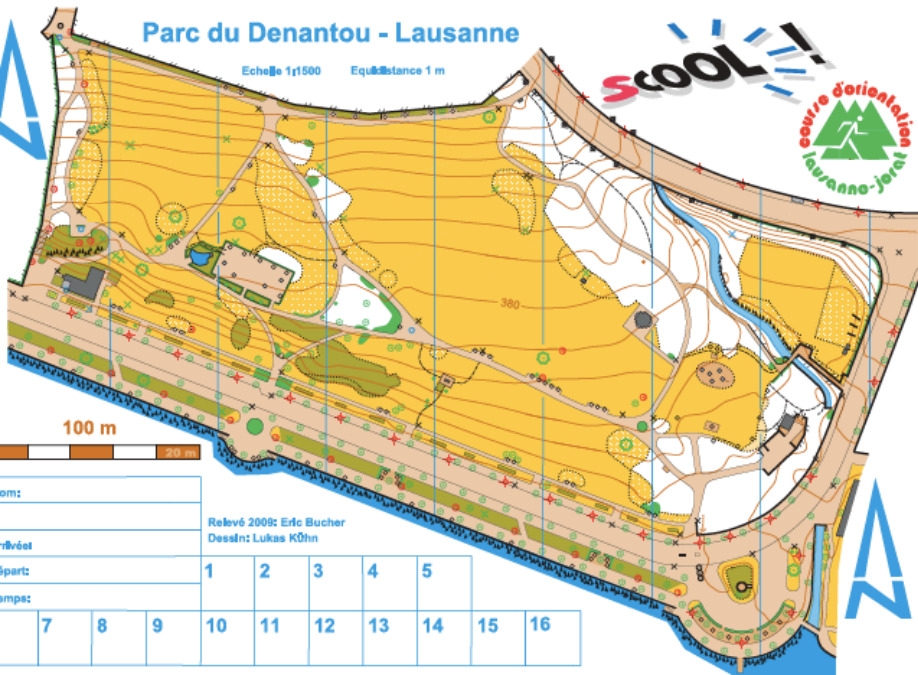 Parc du Denantou - Lausanne
Echelle 1:1500 Equidistance 1 m
SCOOL !
course d'orientation
lausanne-jorat
380
100 m
20 m
om:
Relevé 2009: Eric Bucher
Dessin: Lukas Kühn
rrivée:
épart:
emps:
1 2 3 4 5
7 8 9 10 11 12 13 14 15 16
N